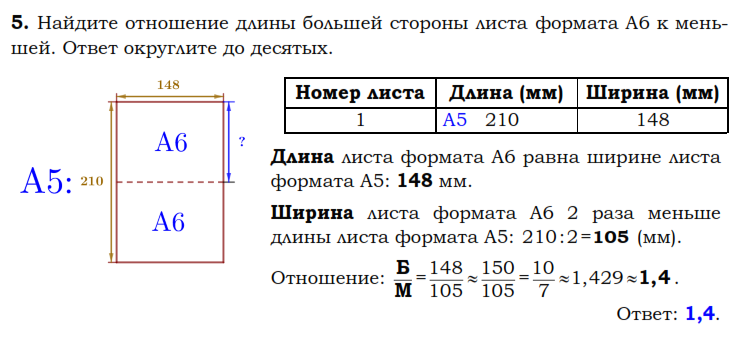 5. Найдите отношение длины большей стороны листа формата А6 к мень-
шей. Ответ округлите до десятых.
148
А6
?
А5: 210
А6
Номер листа Длина (мм) Ширина (мм)
1 А5 210 148
Длина листа формата А6 равна ширине листа
формата А5: 148 мм.
Ширина листа формата А6 2 раза меньше
длины листа формата А5: 210:2=105 (мм).
Отношение: Б/М = 148/105 ≈ 150/105 = 10/7 ≈1,429≈1,4.
Ответ: 1,4.